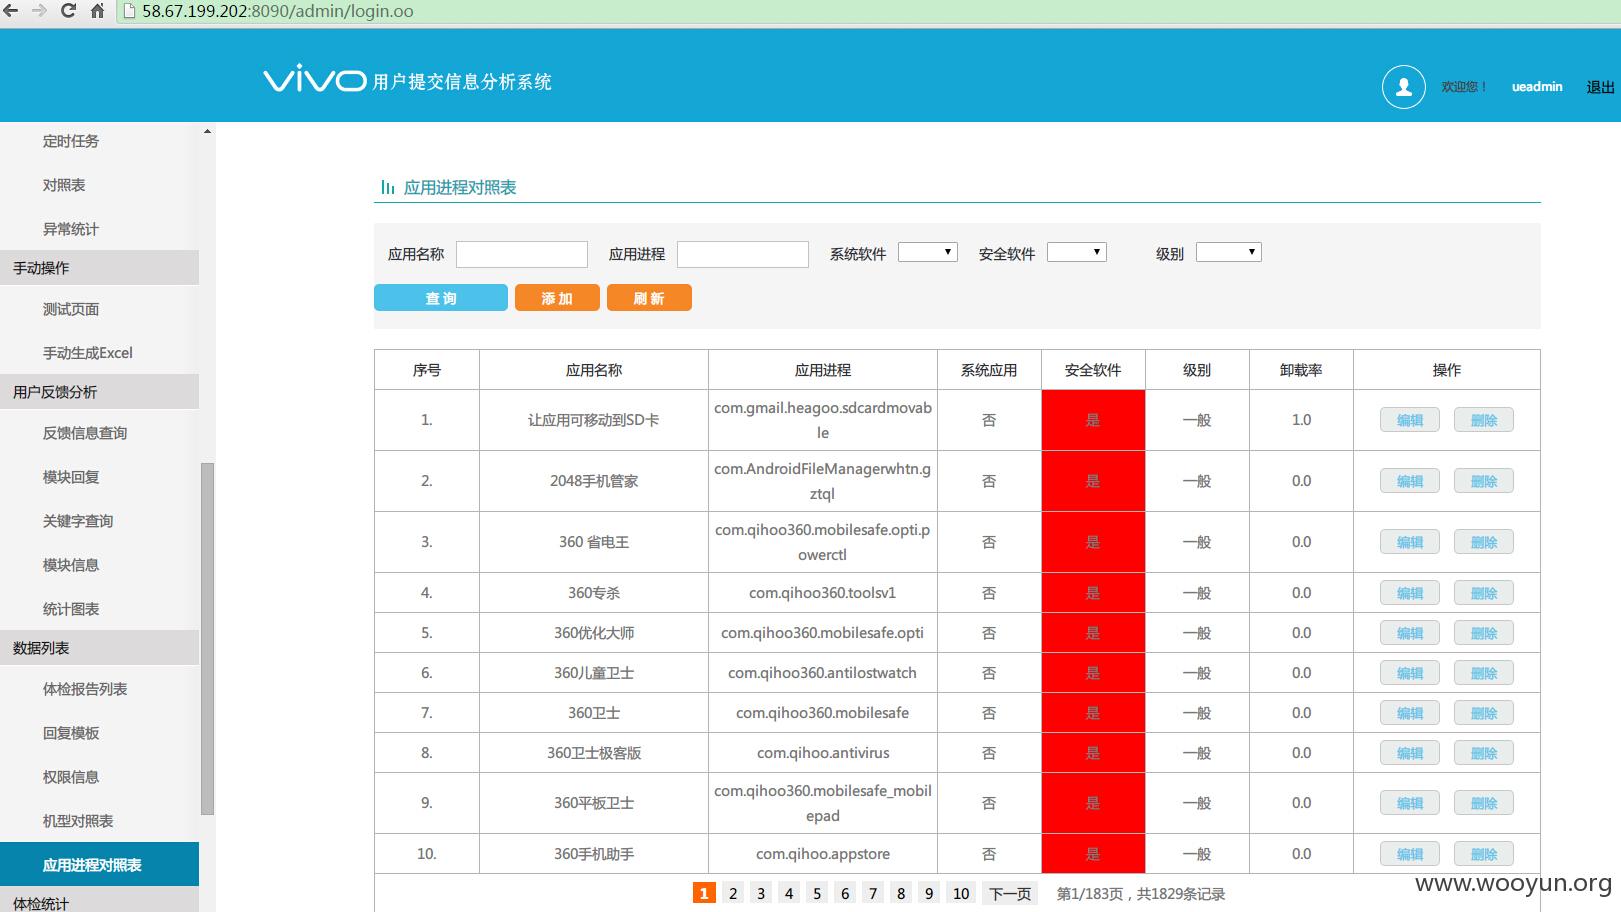 58.67.199.202:8090/admin/login.oo
vivo 用户提交信息分析系统
欢迎您！ ueadmin 退出
定时任务
对照表
异常统计
手动操作
测试页面
手动生成Excel
用户反馈分析
反馈信息查询
模块回复
关键字查询
模块信息
统计图表
数据列表
体检报告列表
回复模板
权限信息
机型对照表
应用进程对照表
体检统计
应用进程对照表
应用名称 应用进程 系统软件 安全软件 级别
查 询 添 加 刷 新
序号 应用名称 应用进程 系统应用 安全软件 级别 卸载率 操作
1. 让应用可移动到SD卡 com.gmail.heagoo.sdcardmovab 否 是 一般 1.0 编辑 删除
le
2. 2048手机管家 com.AndroidFileManagerwhtn.g 否 是 一般 0.0 编辑 删除
ztql
3. 360 省电王 com.qihoo360.mobilesafe.opti.p 否 是 一般 0.0 编辑 删除
owerctl
4. 360专杀 com.qihoo360.toolsv1 否 是 一般 0.0 编辑 删除
5. 360优化大师 com.qihoo360.mobilesafe.opti 否 是 一般 0.0 编辑 删除
6. 360儿童卫士 com.qihoo360.antilostwatch 否 是 一般 0.0 编辑 删除
7. 360卫士 com.qihoo360.mobilesafe 否 是 一般 0.0 编辑 删除
8. 360卫士极客版 com.qihoo.antivirus 否 是 一般 0.0 编辑 删除
9. 360平板卫士 com.qihoo360.mobilesafe_mobil 否 是 一般 0.0 编辑 删除
epad
10. 360手机助手 com.qihoo.appstore 否 是 一般 0.0 编辑 删除
1 2 3 4 5 6 7 8 9 10 下一页 第1/183页，共1829条记录
www.wooyun.org